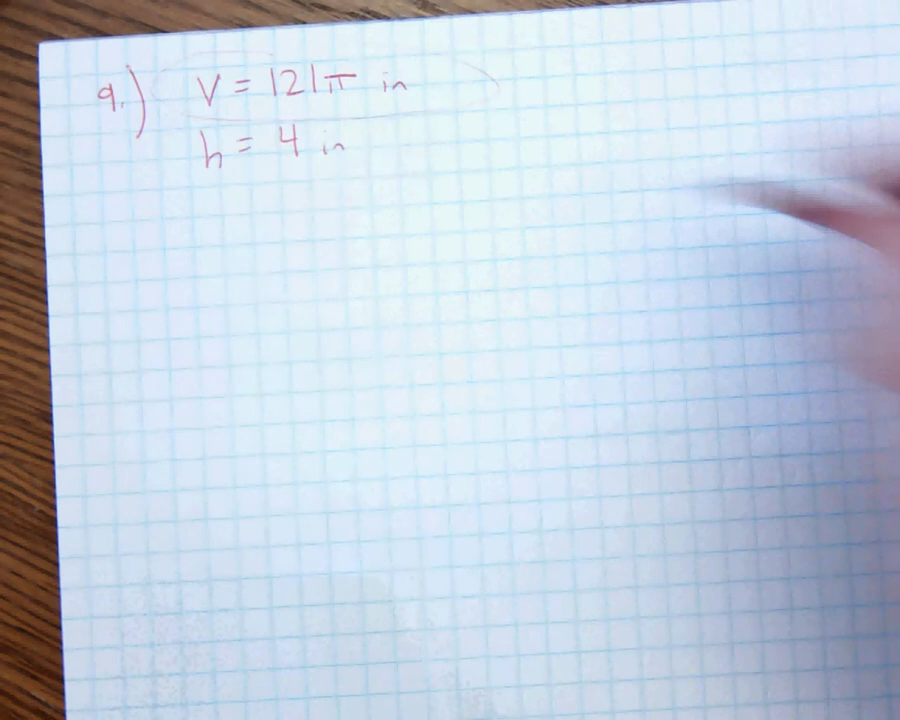 9.) V = 121π in
h = 4 in